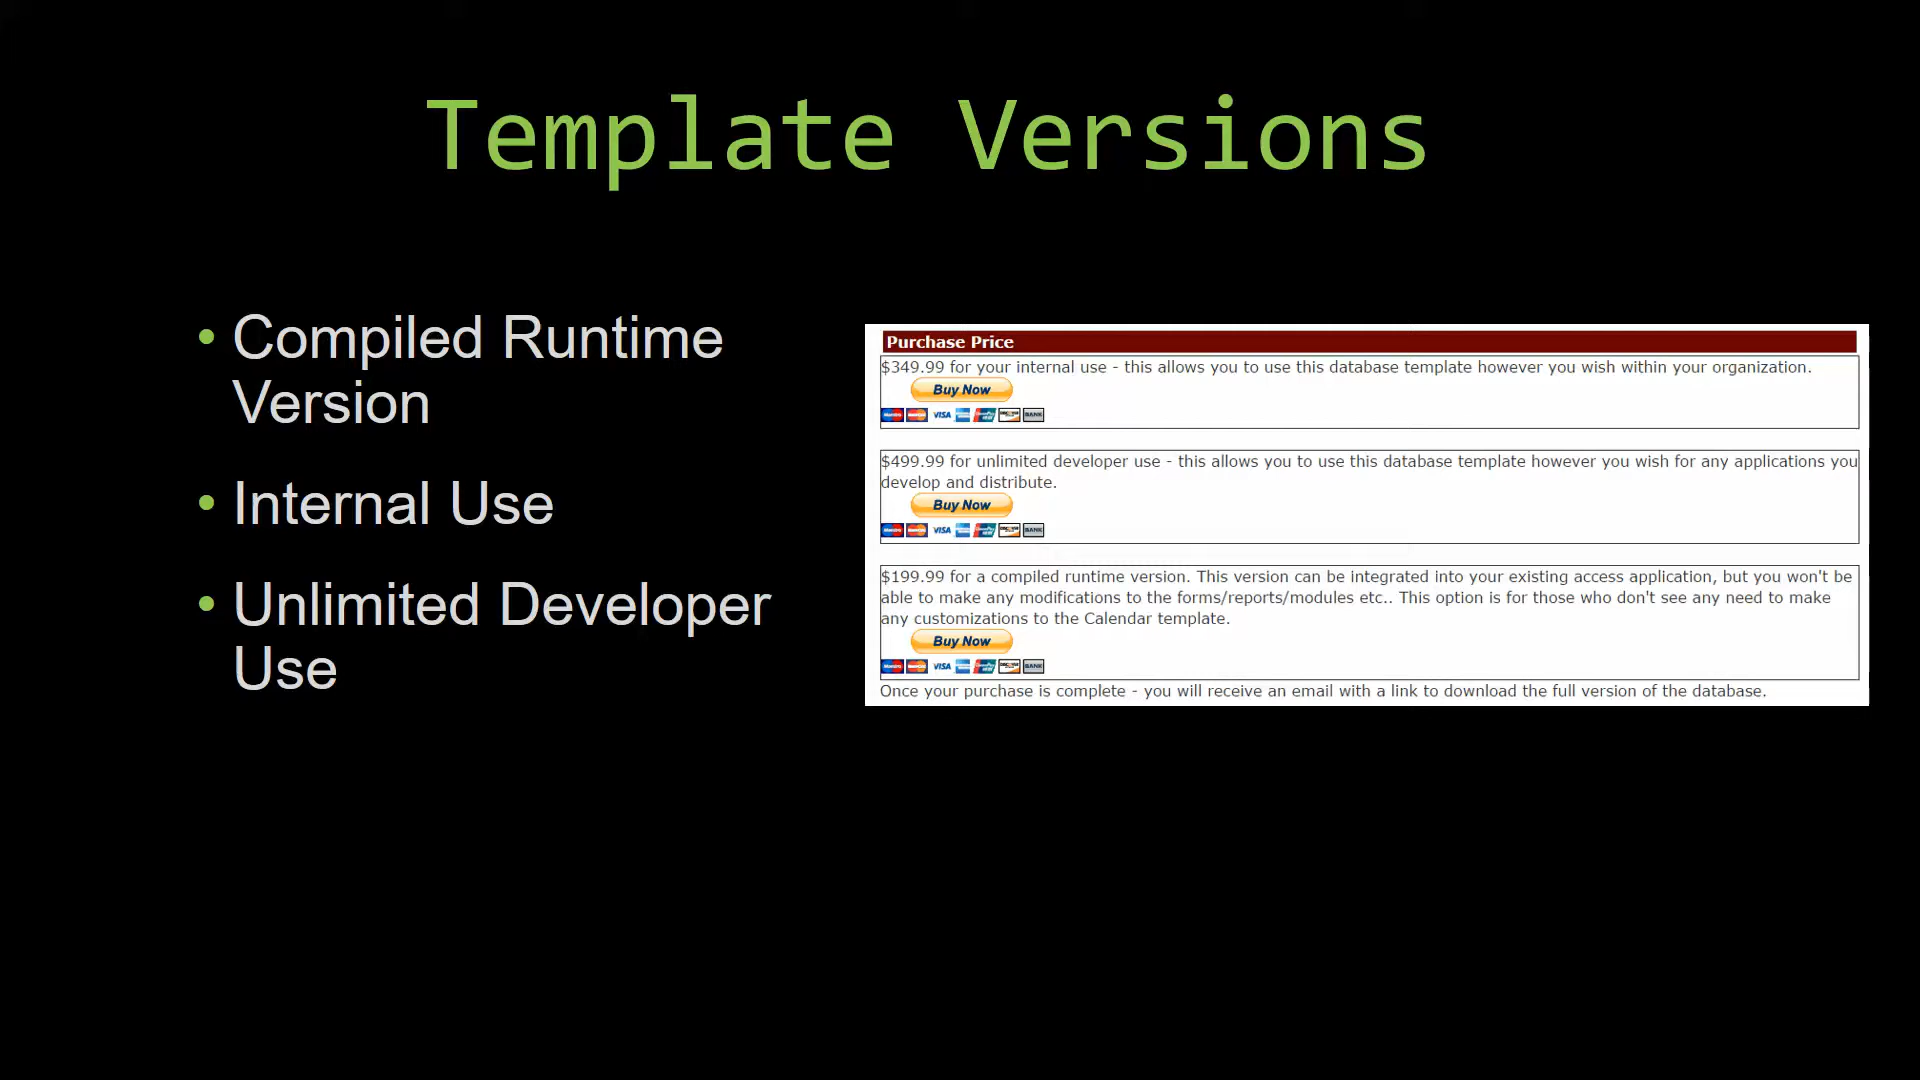 Template Versions
• Compiled Runtime
Version
• Internal Use
• Unlimited Developer
Use
Purchase Price
$349.99 for your internal use - this allows you to use this database template however you wish within your organization.
Buy Now
VISA BANK
$499.99 for unlimited developer use - this allows you to use this database template however you wish for any applications you
develop and distribute.
Buy Now
VISA BANK
$199.99 for a compiled runtime version. This version can be integrated into your existing access application, but you won't be
able to make any modifications to the forms/reports/modules etc.. This option is for those who don't see any need to make
any customizations to the Calendar template.
Buy Now
VISA BANK
Once your purchase is complete - you will receive an email with a link to download the full version of the database.